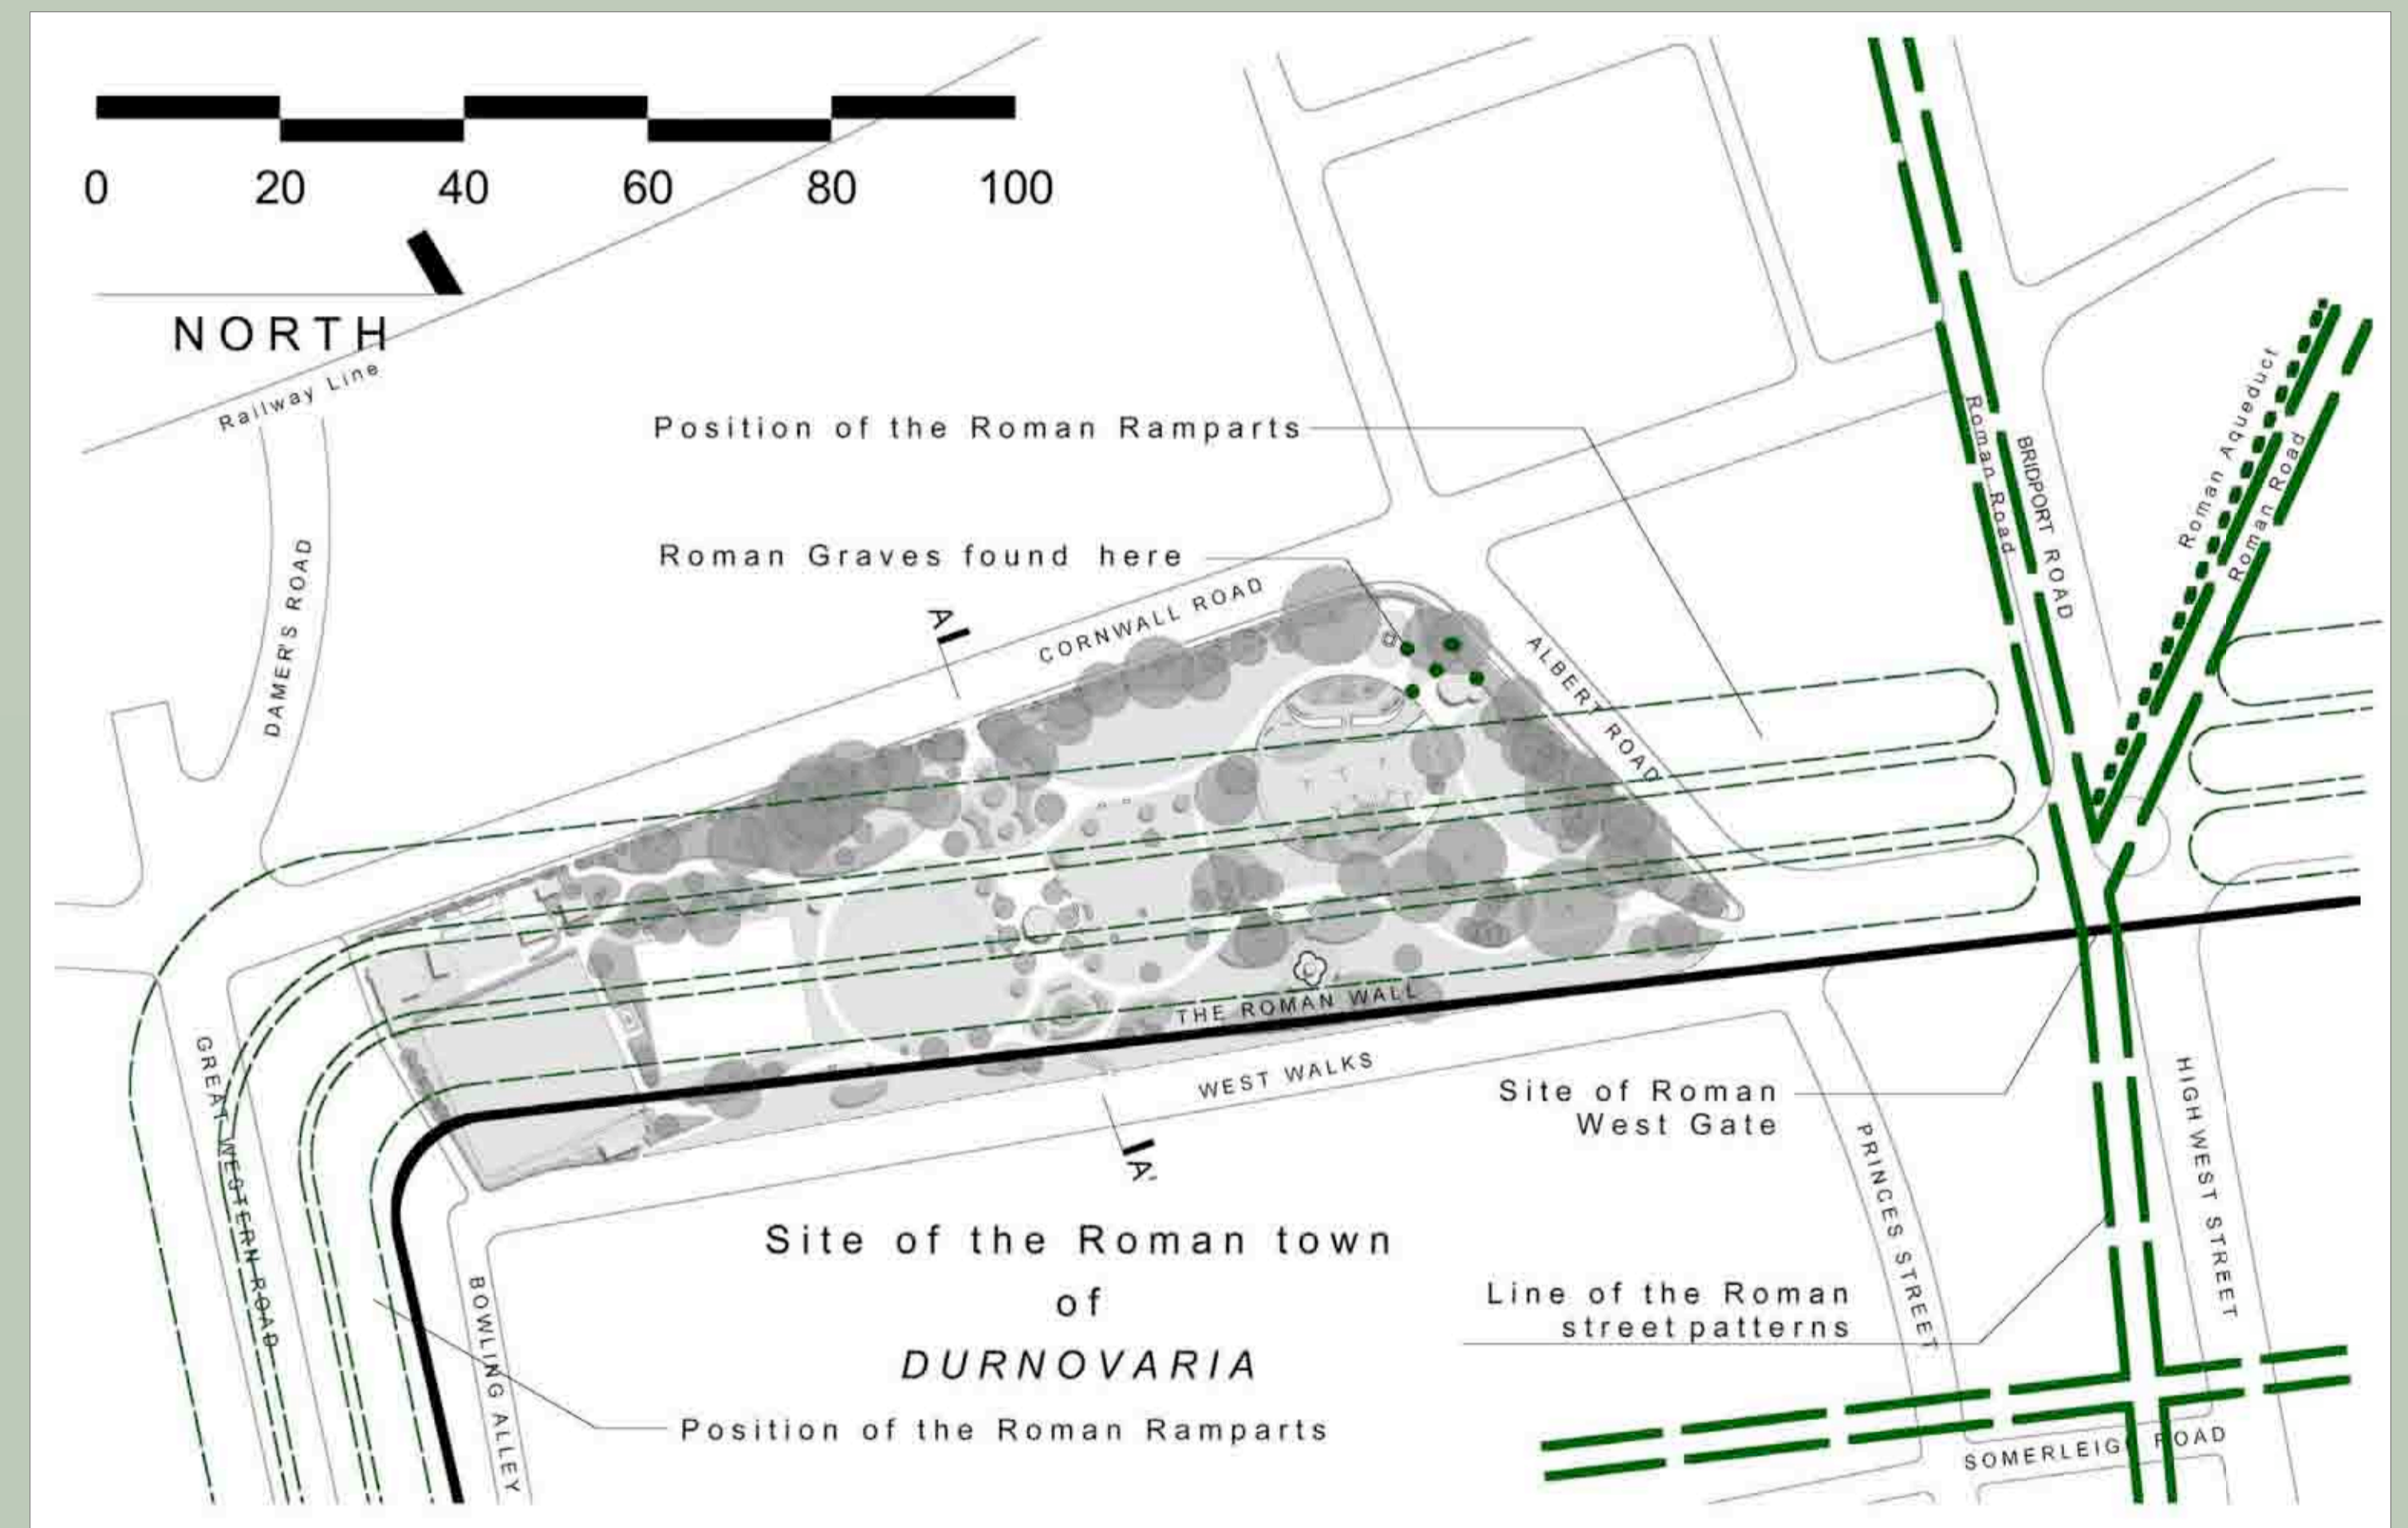 0 20 40 60 80 100
NORTH
Railway Line
Position of the Roman Ramparts
Roman Graves found here
DAMER'S ROAD
A
CORNWALL ROAD
ALBERT ROAD
Roman Road
BRIDPORT ROAD
Roman Aqueduct
Roman Road
THE ROMAN WALL
WEST WALKS
A'
GREAT WESTERN ROAD
BOWLING ALLEY
Site of Roman
West Gate
PRINCES STREET
HIGH WEST STREET
Site of the Roman town
of
DURNOVARIA
Line of the Roman
street patterns
Position of the Roman Ramparts
SOMERLEIGH ROAD